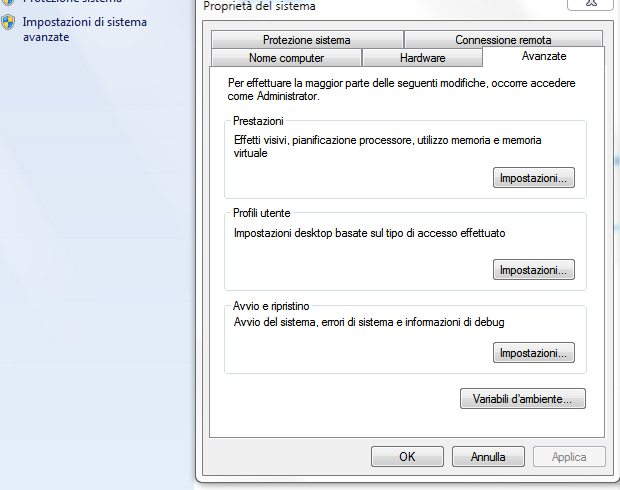 Protezione sistema
Impostazioni di sistema
avanzate
Proprietà del sistema
Protezione sistema
Connessione remota
Nome computer
Hardware
Avanzate
Per effettuare la maggior parte delle seguenti modifiche, occorre accedere
come Administrator.
Prestazioni
Effetti visivi, pianificazione processore, utilizzo memoria e memoria
virtuale
Impostazioni...
Profili utente
Impostazioni desktop basate sul tipo di accesso effettuato
Impostazioni...
Avvio e ripristino
Avvio del sistema, errori di sistema e informazioni di debug
Impostazioni...
Variabili d'ambiente...
OK
Annulla
Applica